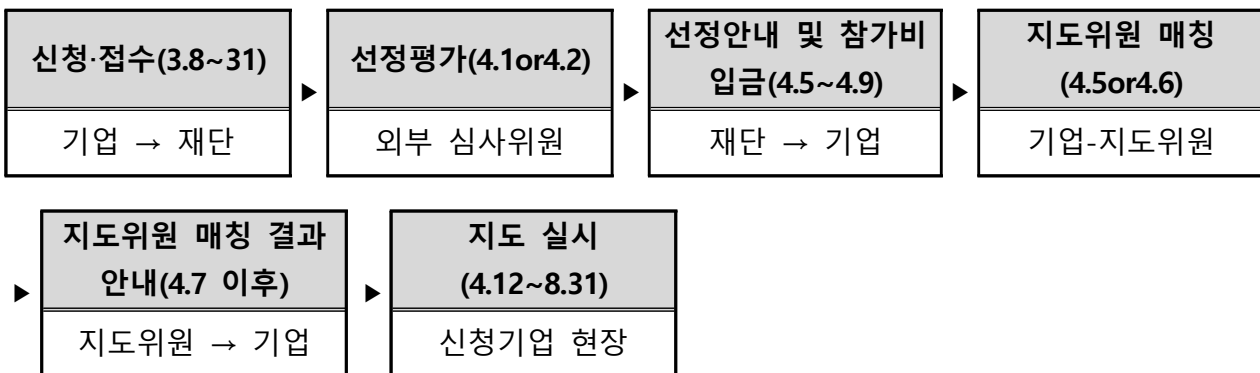 신청·접수(3.8~31)
기업 → 재단
▶
선정평가(4.1or4.2)
외부 심사위원
▶
선정안내 및 참가비
입금(4.5~4.9)
재단 → 기업
▶
지도위원 매칭
(4.5or4.6)
기업-지도위원
▶
지도위원 매칭 결과
안내(4.7 이후)
지도위원 → 기업
▶
지도 실시
(4.12~8.31)
신청기업 현장